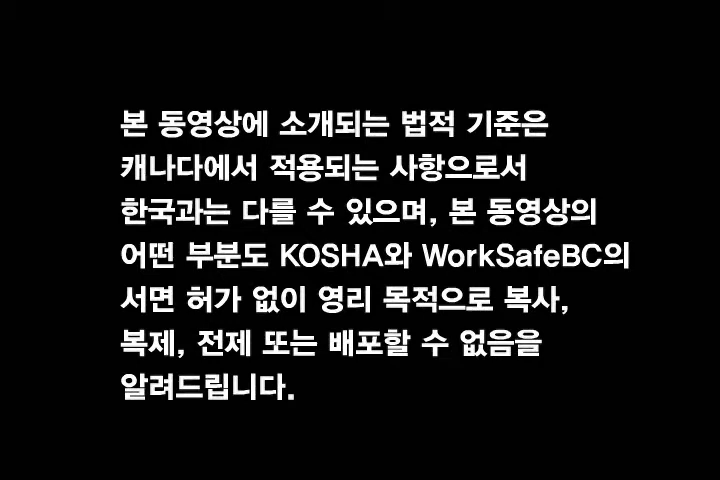 본 동영상에 소개되는 법적 기준은
캐나다에서 적용되는 사항으로서
한국과는 다를 수 있으며, 본 동영상의
어떤 부분도 KOSHA와 WorkSafeBC의
서면 허가 없이 영리 목적으로 복사,
복제, 전제 또는 배포할 수 없음을
알려드립니다.